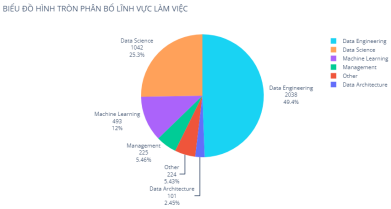 BIỂU ĐỒ HÌNH TRÒN PHÂN BỐ LĨNH VỰC LÀM VIỆC
Data Science
1042
25.3%
Data Engineering
2038
49.4%
Machine Learning
493
12%
Management
225
5.46%
Other
224
5.43%
Data Architecture
101
2.45%
Data Engineering
Data Science
Machine Learning
Management
Other
Data Architecture